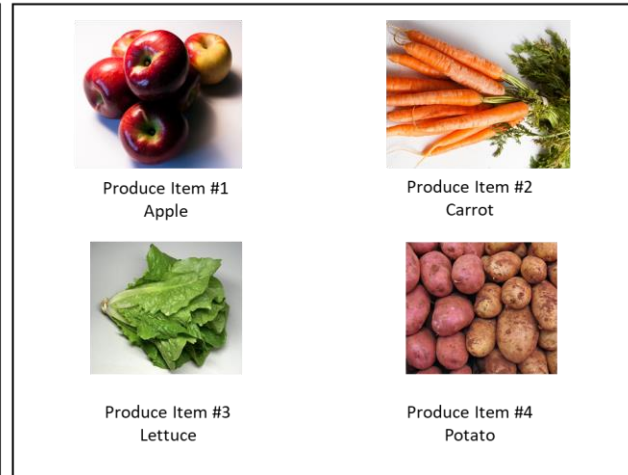 Produce Item #1
Apple
Produce Item #2
Carrot
Produce Item #3
Lettuce
Produce Item #4
Potato